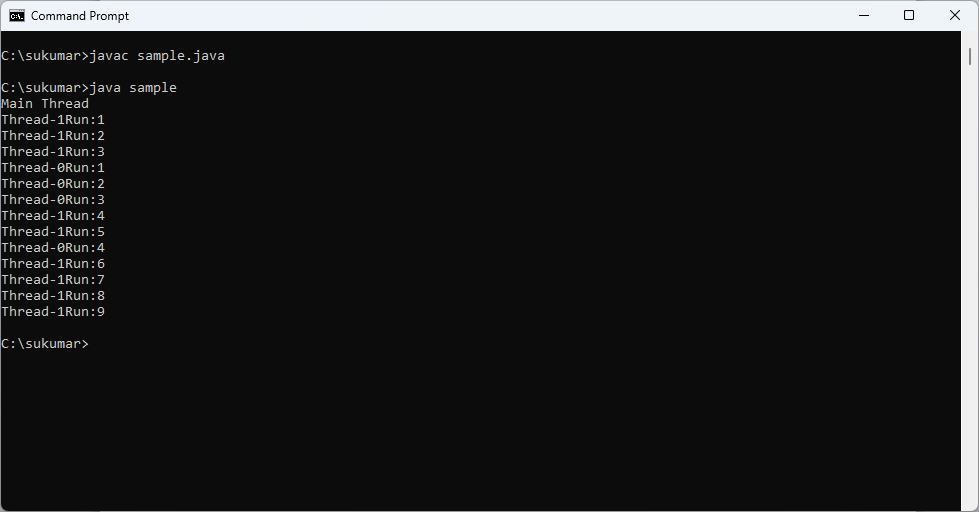 Command Prompt
C:\sukumar>javac sample.java
C:\sukumar>java sample
Main Thread
Thread-1Run:1
Thread-1Run:2
Thread-1Run:3
Thread-0Run:1
Thread-0Run:2
Thread-0Run:3
Thread-1Run:4
Thread-1Run:5
Thread-0Run:4
Thread-1Run:6
Thread-1Run:7
Thread-1Run:8
Thread-1Run:9
C:\sukumar>